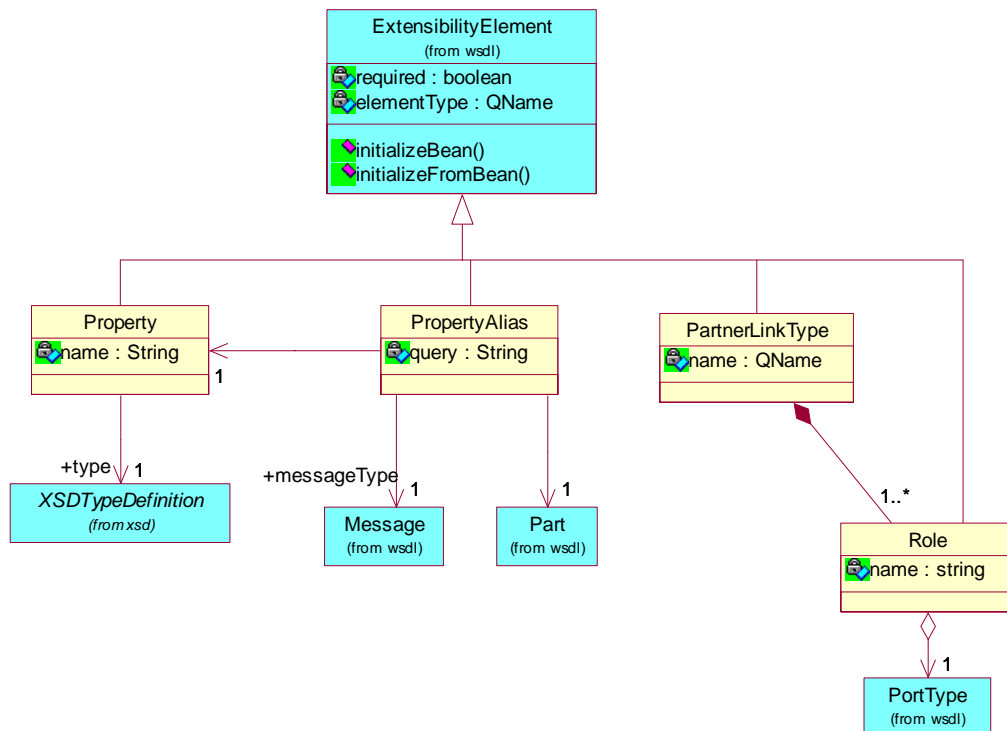 ExtensibilityElement
(from wsdl)
required : boolean
elementType : QName
initializeBean()
initializeFromBean()
Property
name : String
PropertyAlias
query : String
PartnerLinkType
name : QName
1
+type
1
+messageType
1
1
1..*
XSDTypeDefinition
(from xsd)
Message
(from wsdl)
Part
(from wsdl)
Role
name : string
1
PortType
(from wsdl)